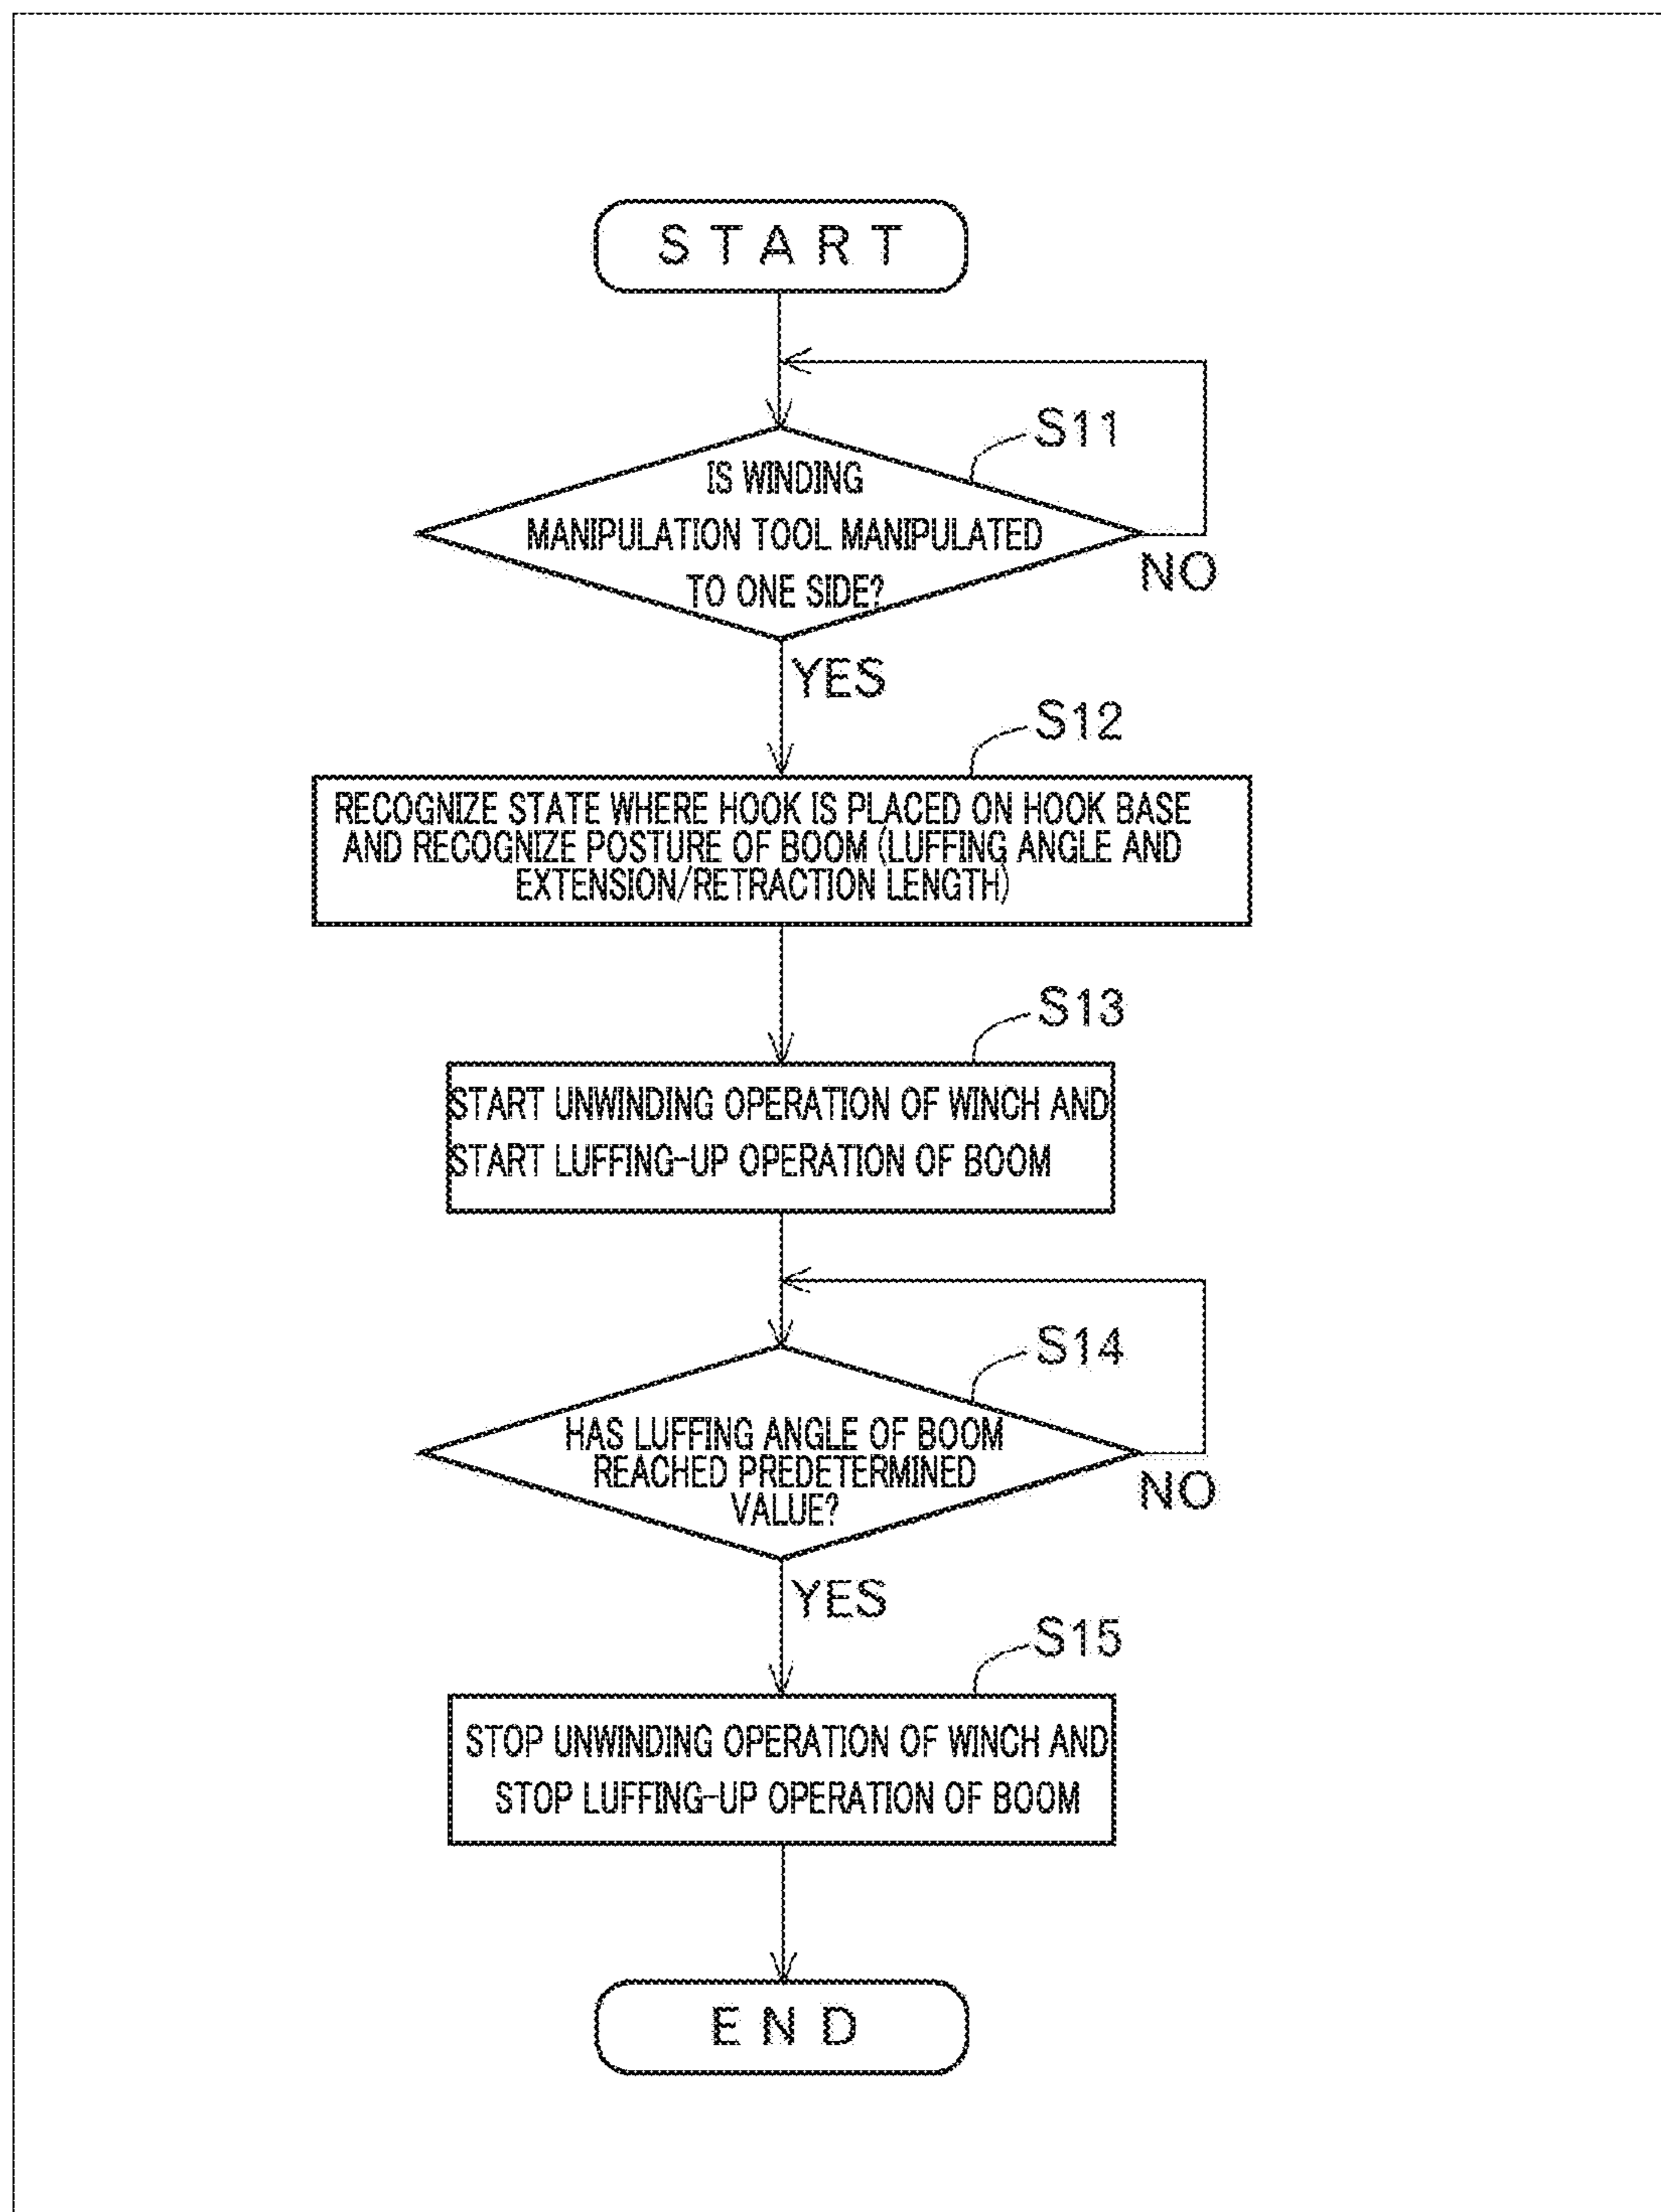 START
S11
IS WINDING
MANIPULATION TOOL MANIPULATED
TO ONE SIDE?
NO
YES
S12
RECOGNIZE STATE WHERE HOOK IS PLACED ON HOOK BASE
AND RECOGNIZE POSTURE OF BOOM (LUFFING ANGLE AND
EXTENSION/RETRACTION LENGTH)
S13
START UNWINDING OPERATION OF WINCH AND
START LUFFING-UP OPERATION OF BOOM
S14
HAS LUFFING ANGLE OF BOOM
REACHED PREDETERMINED
VALUE?
NO
YES
S15
STOP UNWINDING OPERATION OF WINCH AND
STOP LUFFING-UP OPERATION OF BOOM
END